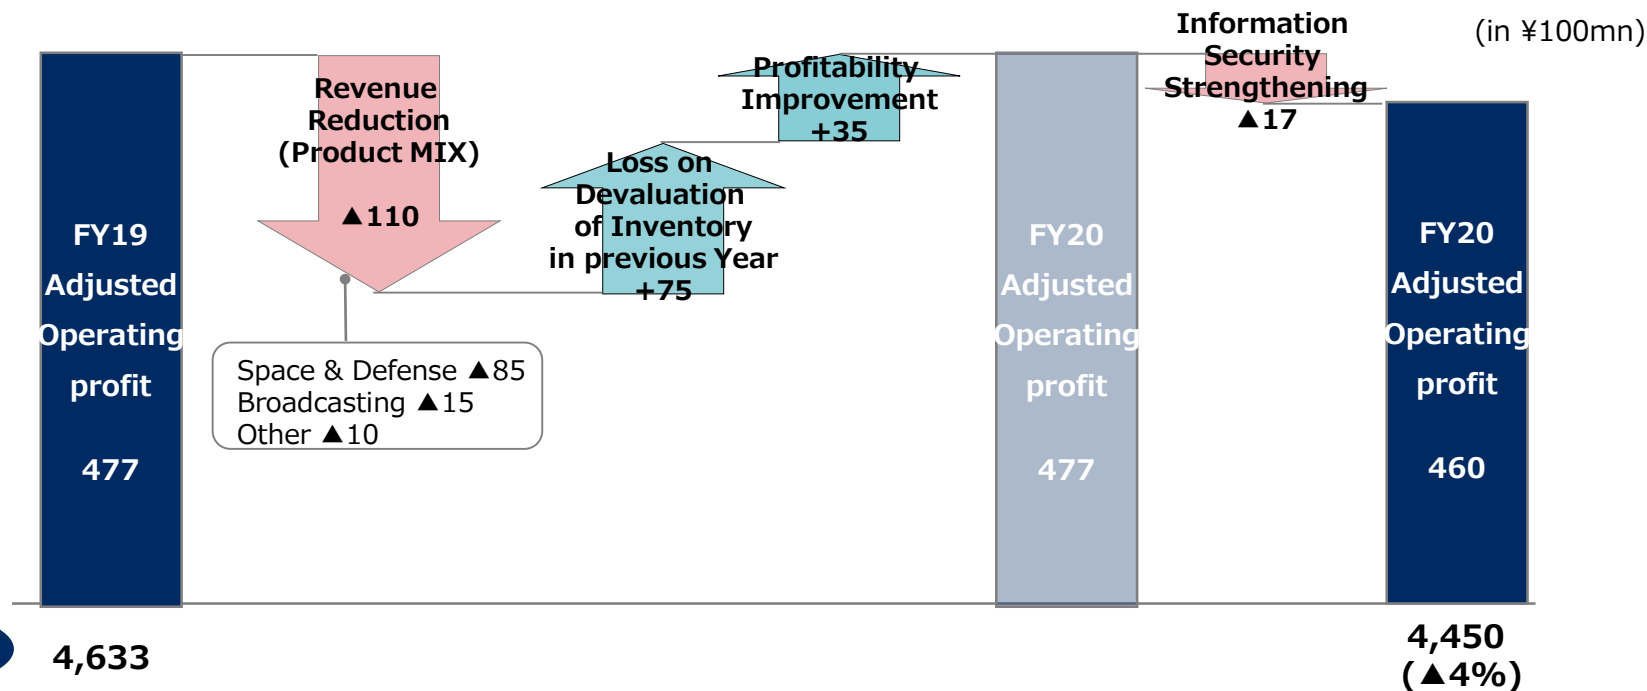 (in ¥100mn)
FY19
Adjusted
Operating
profit
477
Revenue
Reduction
(Product MIX)
▲110
Space & Defense ▲85
Broadcasting ▲15
Other ▲10
Loss on
Devaluation
of Inventory
in previous Year
+75
Profitability
Improvement
+35
FY20
Adjusted
Operating
profit
477
Information
Security
Strengthening
▲17
FY20
Adjusted
Operating
profit
460
4,633
4,450
(▲4%)